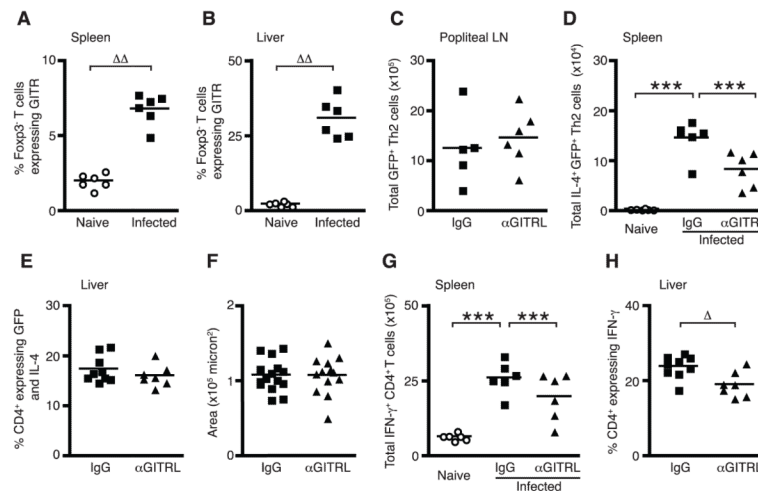 A
Spleen
% Foxp3⁻ T cells
expressing GITR
10
5
0
ΔΔ
Naive
Infected
B
Liver
% Foxp3⁻ T cells
expressing GITR
50
25
0
ΔΔ
Naive
Infected
C
Popliteal LN
Total GFP⁺ Th2 cells (x10⁵)
30
20
10
0
IgG
αGITRL
D
Spleen
Total IL-4⁺ GFP⁺ Th2 cells (x10⁴)
30
20
10
0
***
***
Naive
IgG
αGITRL
Infected
E
Liver
% CD4⁺ expressing GFP
and IL-4
30
20
10
0
IgG
αGITRL
F
Liver
Area (x10⁵ micron²)
2
1
0
IgG
αGITRL
G
Spleen
Total IFN-γ⁺ CD4⁺ T cells (x10⁵)
50
25
0
***
***
Naive
IgG
αGITRL
Infected
H
Liver
% CD4⁺ expressing IFN-γ
40
20
0
Δ
IgG
αGITRL